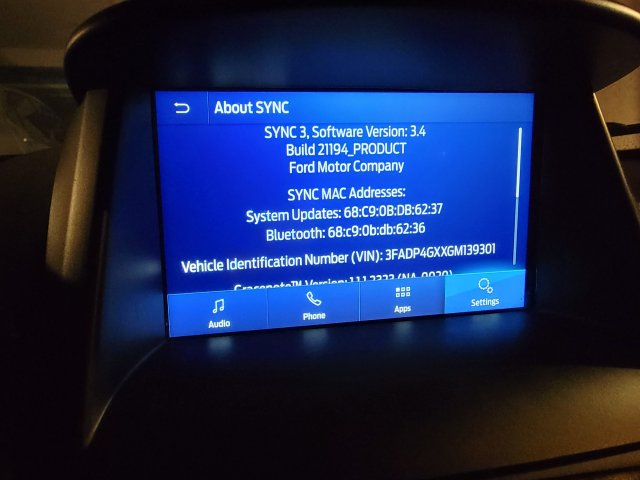 About SYNC
SYNC 3, Software Version: 3.4
Build 21194_PRODUCT
Ford Motor Company
SYNC MAC Addresses:
System Updates: 68:C9:0B:DB:62:37
Bluetooth: 68:c9:0b:db:62:36
Vehicle Identification Number (VIN): 3FADP4GXXGM139301
Gracenote™ Version:
Audio
Phone
Apps
Settings